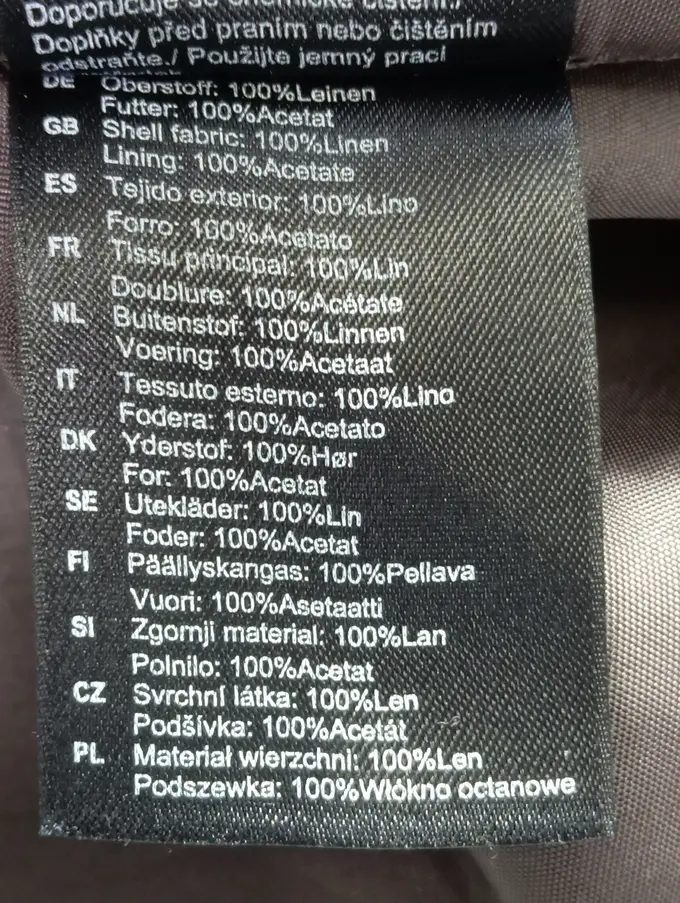 Doporučuje se chemické čištění./
Doplňky před praním nebo čištěním
odstraňte./ Použijte jemný prací
DE Oberstoff: 100%Leinen
Futter: 100%Acetat
GB Shell fabric: 100%Linen
Lining: 100%Acetate
ES Tejido exterior: 100%Lino
Forro: 100%Acetato
FR Tissu principal: 100%Lin
Doublure: 100%Acétate
NL Buitenstof: 100%Linnen
Voering: 100%Acetaat
IT Tessuto esterno: 100%Lino
Fodera: 100%Acetato
DK Yderstof: 100%Hør
For: 100%Acetat
SE Utekläder: 100%Lin
Foder: 100%Acetat
FI Päällyskangas: 100%Pellava
Vuori: 100%Asetaatti
SI Zgornji material: 100%Lan
Polnilo: 100%Acetat
CZ Svrchní látka: 100%Len
Podšívka: 100%Acetát
PL Materiał wierzchni: 100%Len
Podszewka: 100%Włókno octanowe